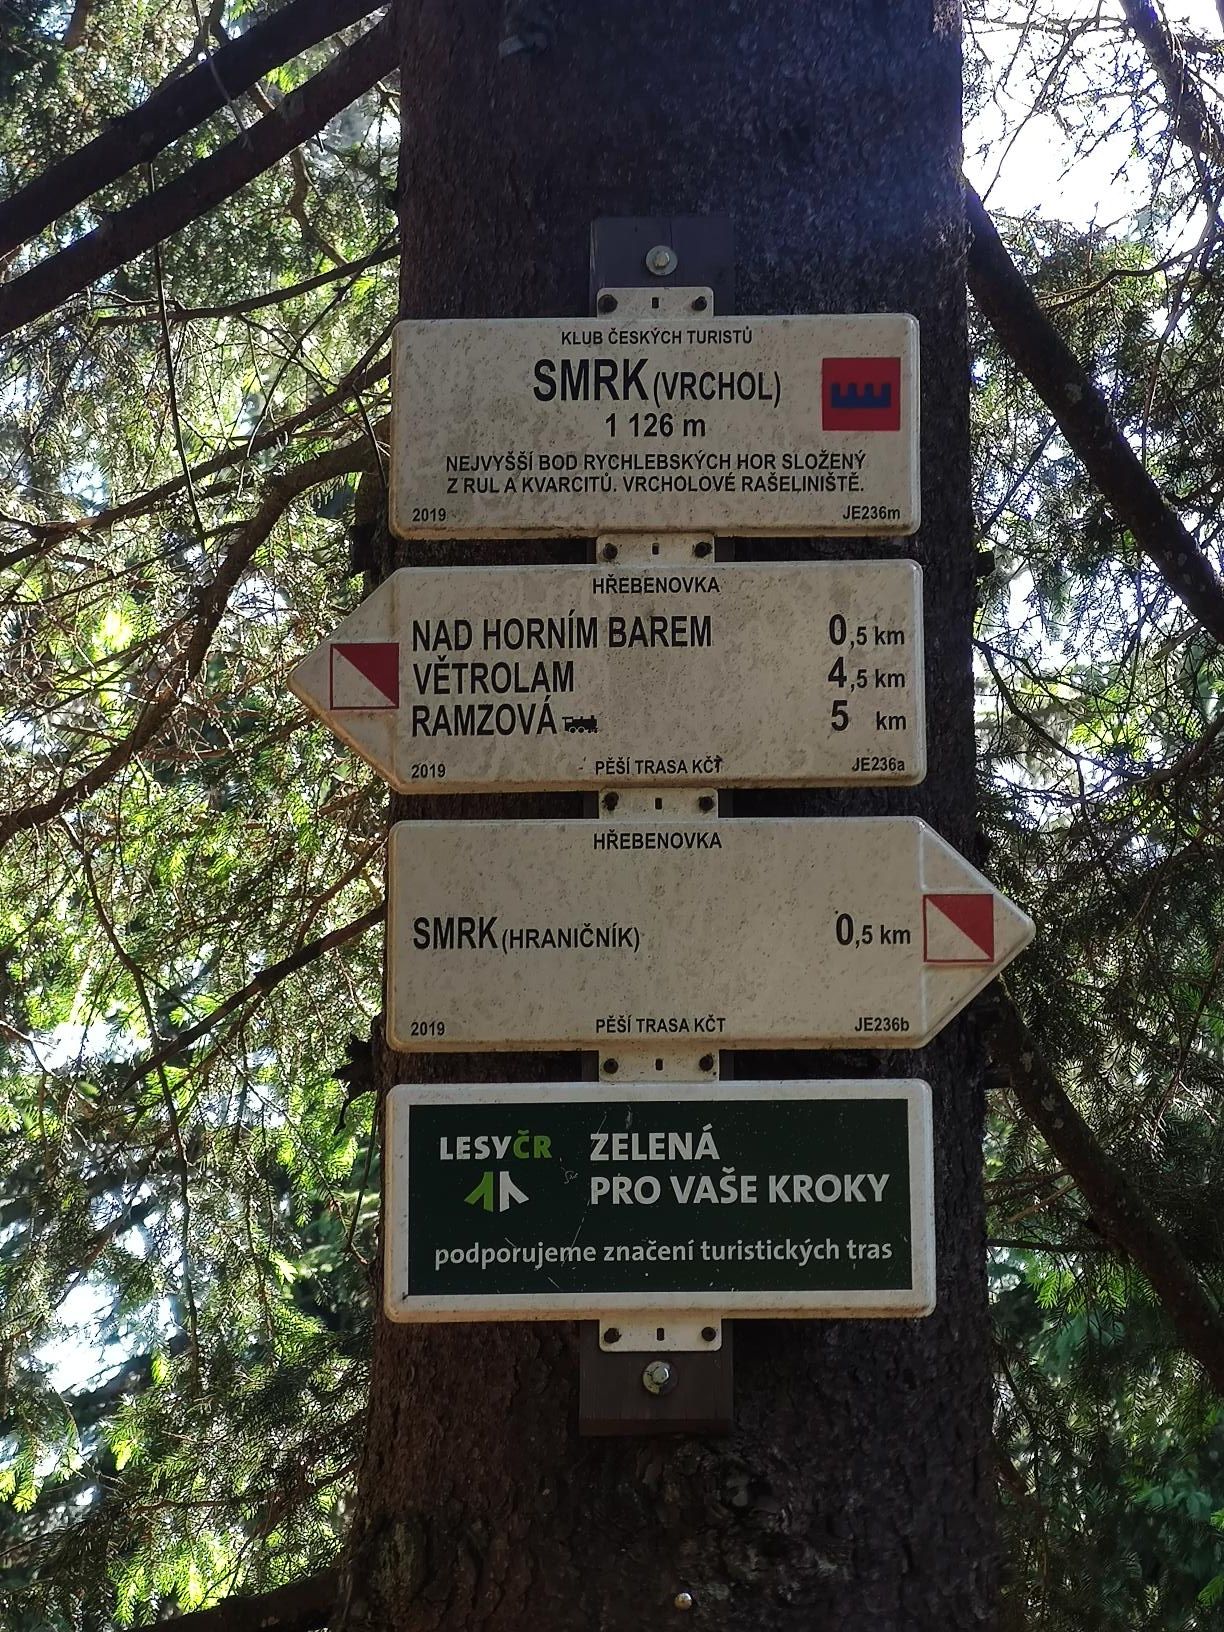 KLUB ČESKÝCH TURISTŮ
SMRK (VRCHOL)
1 126 m
NEJVYŠŠÍ BOD RYCHLEBSKÝCH HOR SLOŽENÝ
Z RUL A KVARCITŮ. VRCHOLOVÉ RAŠELINIŠTĚ.
2019 JE236m
HŘEBENOVKA
NAD HORNÍM BAREM 0,5 km
VĚTROLAM 4,5 km
RAMZOVÁ 5 km
2019 PĚŠÍ TRASA KČT JE236a
HŘEBENOVKA
SMRK (HRANIČNÍK) 0,5 km
2019 PĚŠÍ TRASA KČT JE236b
LESYČR ZELENÁ
PRO VAŠE KROKY
podporujeme značení turistických tras